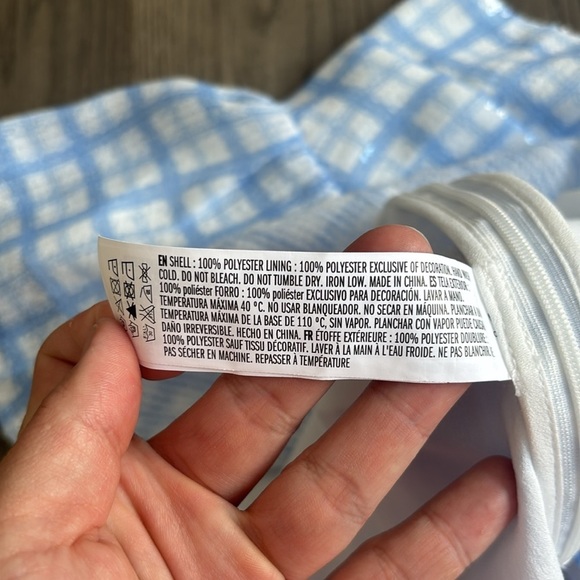 EN SHELL : 100% POLYESTER LINING : 100% POLYESTER EXCLUSIVE OF DECORATION. HAND WASH
COLD. DO NOT BLEACH. DO NOT TUMBLE DRY. IRON LOW. MADE IN CHINA. ES TELA EXTERIOR :
100% poliéster FORRO : 100% poliéster EXCLUSIVO PARA DECORACIÓN. LAVAR A MANO.
TEMPERATURA MÁXIMA 40 °C. NO USAR BLANQUEADOR. NO SECAR EN MÁQUINA. PLANCHAR A
TEMPERATURA MÁXIMA DE LA BASE DE 110 °C, SIN VAPOR. PLANCHAR CON VAPOR PUEDE
DAÑO IRREVERSIBLE. HECHO EN CHINA. FR ÉTOFFE EXTÉRIEURE : 100% POLYESTER DOUBLURE :
100% POLYESTER SAUF TISSU DÉCORATIF. LAVER À LA MAIN À L'EAU FROIDE. NE PAS BLANCHIR.
PAS SÉCHER EN MACHINE. REPASSER À TEMPÉRATURE